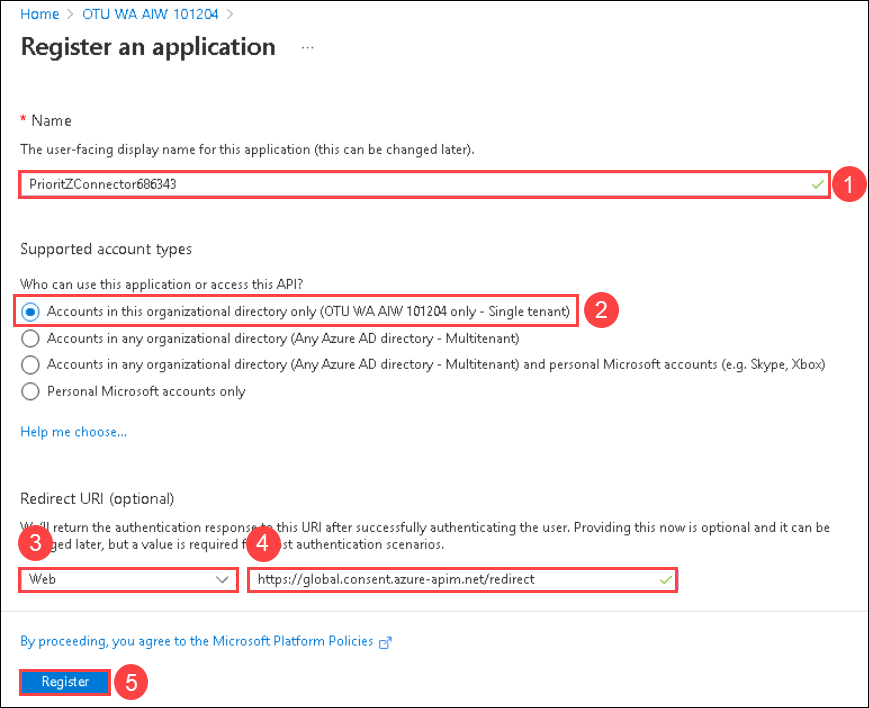 Home > OTU WA AIW 101204 >
Register an application ...
* Name
The user-facing display name for this application (this can be changed later).
PrioritZConnector686343
1
Supported account types
Who can use this application or access this API?
Accounts in this organizational directory only (OTU WA AIW 101204 only - Single tenant)
2
Accounts in any organizational directory (Any Azure AD directory - Multitenant)
Accounts in any organizational directory (Any Azure AD directory - Multitenant) and personal Microsoft accounts (e.g. Skype, Xbox)
Personal Microsoft accounts only
Help me choose...
Redirect URI (optional)
return the authentication response this URI after successfully authenticating the user. Providing this now is optional and it can be
later, but a value is required authentication scenarios.
3
4
Web
https://global.consent.azure-apim.net/redirect
By proceeding, you agree to the Microsoft Platform Policies
Register
5